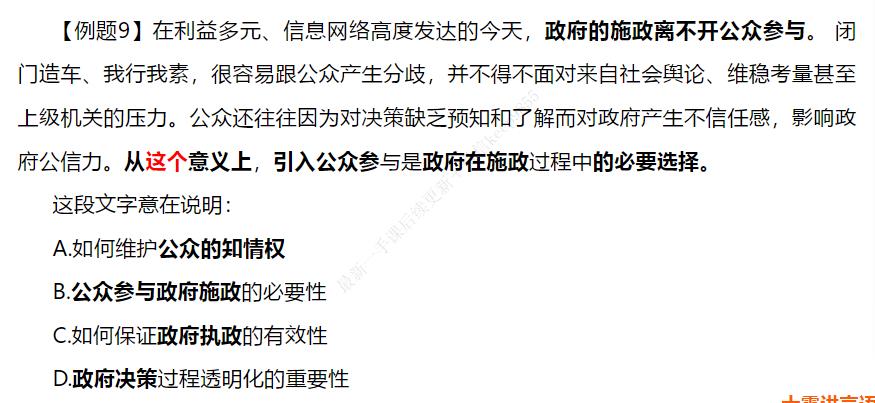 【例题9】在利益多元、信息网络高度发达的今天，政府的施政离不开公众参与。 闭
门造车、我行我素，很容易跟公众产生分歧，并不得不面对来自社会舆论、维稳考量甚至
上级机关的压力。公众还往往因为对决策缺乏预知和了解而对政府产生不信任感，影响政
府公信力。从这个意义上，引入公众参与是政府在施政过程中的必要选择。
这段文字意在说明：
A.如何维护公众的知情权
B.公众参与政府施政的必要性
C.如何保证政府执政的有效性
D.政府决策过程透明化的重要性
最新一手课后续更新